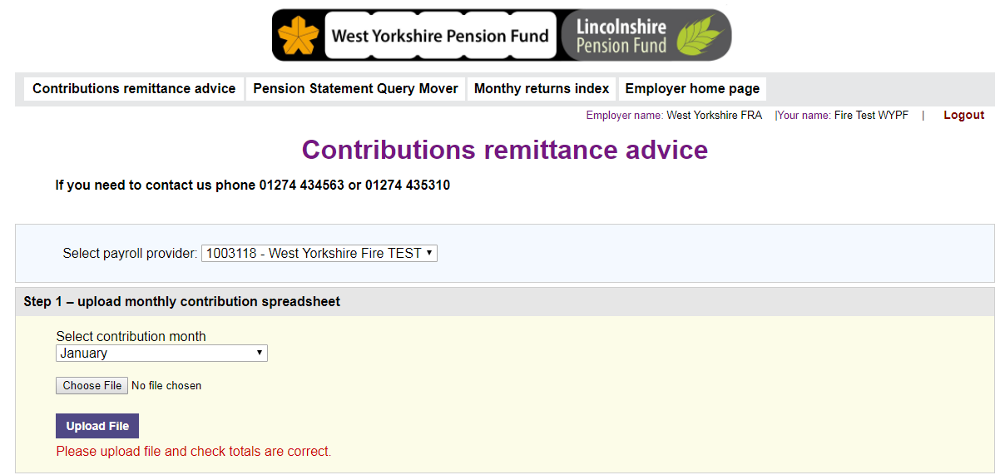 West Yorkshire Pension Fund
Lincolnshire
Pension Fund
Contributions remittance advice
Pension Statement Query Mover
Monthy returns index
Employer home page
Employer name: West Yorkshire FRA |Your name: Fire Test WYPF | Logout
Contributions remittance advice
If you need to contact us phone 01274 434563 or 01274 435310
Select payroll provider: 1003118 - West Yorkshire Fire TEST
Step 1 – upload monthly contribution spreadsheet
Select contribution month
January
Choose File No file chosen
Upload File
Please upload file and check totals are correct.